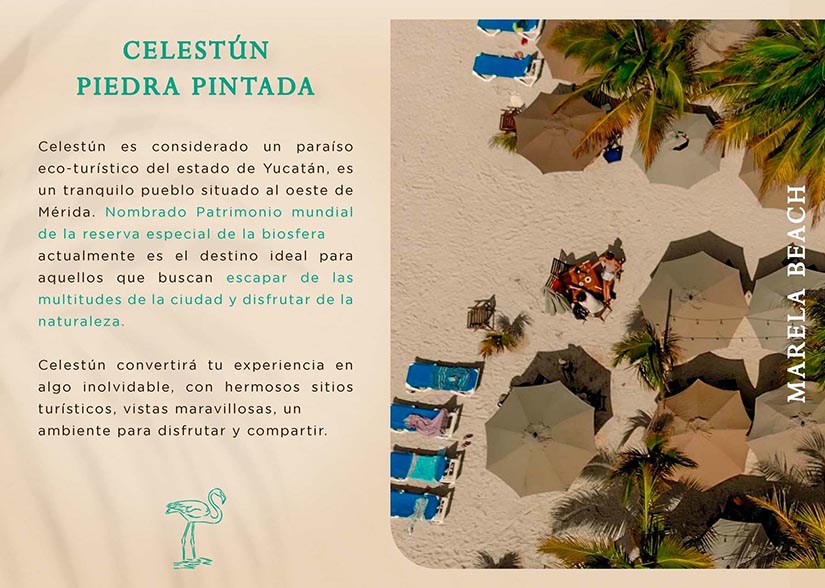 CELESTÚN
PIEDRA PINTADA
Celestún es considerado un paraíso
eco-turístico del estado de Yucatán, es
un tranquilo pueblo situado al oeste de
Mérida. Nombrado Patrimonio mundial
de la reserva especial de la biosfera
actualmente es el destino ideal para
aquellos que buscan escapar de las
multitudes de la ciudad y disfrutar de la
naturaleza.
Celestún convertirá tu experiencia en
algo inolvidable, con hermosos sitios
turísticos, vistas maravillosas, un
ambiente para disfrutar y compartir.
MARELA BEACH